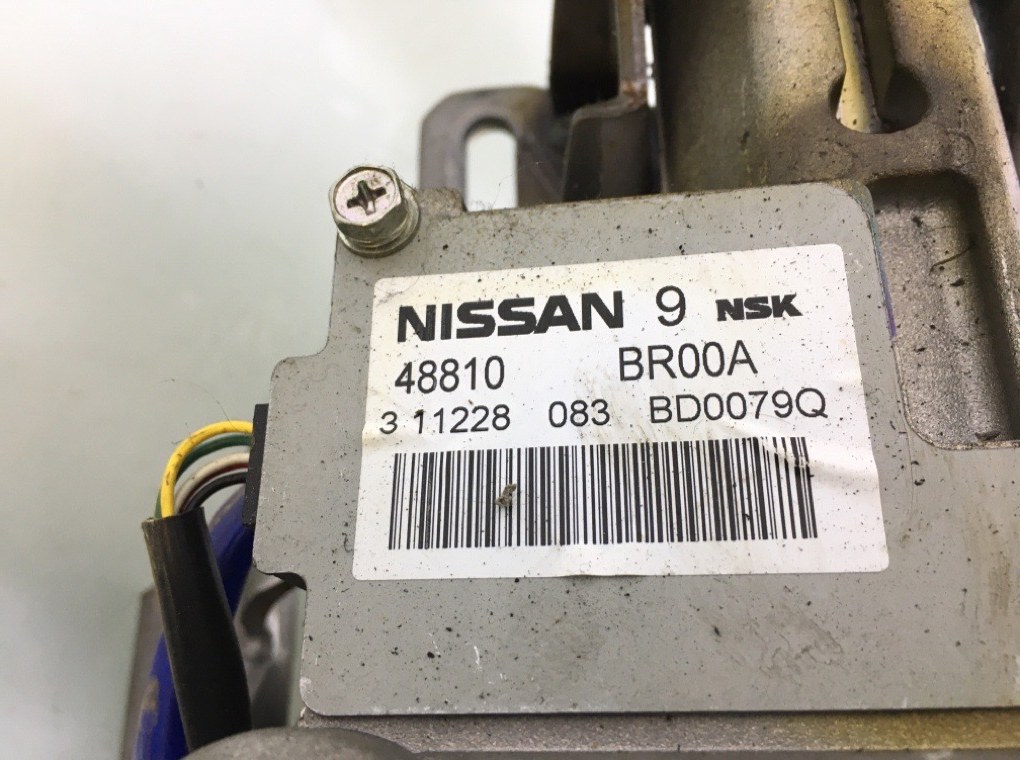 NISSAN 9 NSK
48810 BR00A
3 11228 083 BD0079Q